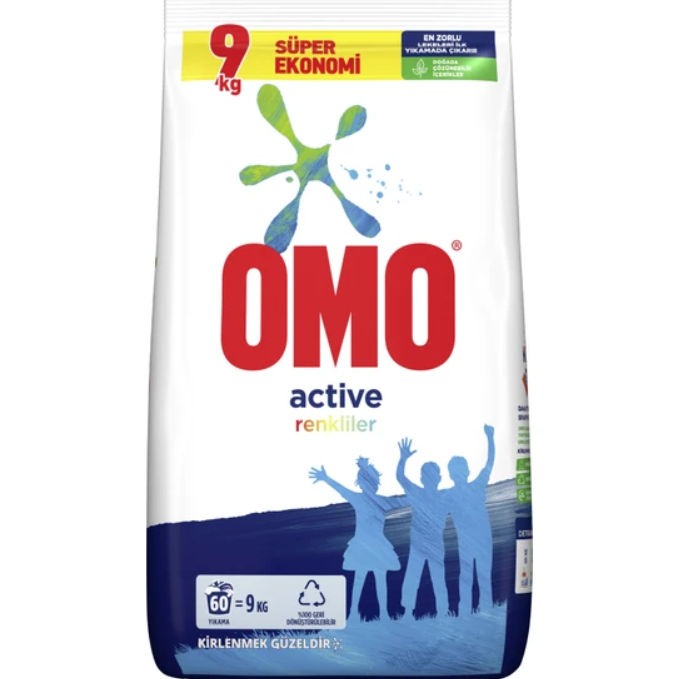 9
kg
SÜPER
EKONOMİ
EN ZORLU
LEKELERİ İLK
YIKAMADA ÇIKARIR
DOĞADA
ÇÖZÜNEBİLİR
İÇERİKLER
OMO®
active
renkliler
60 = 9 KG
YIKAMA
%100 GERİ
DÖNÜŞTÜRÜLEBİLİR
KİRLENMEK GÜZELDİR